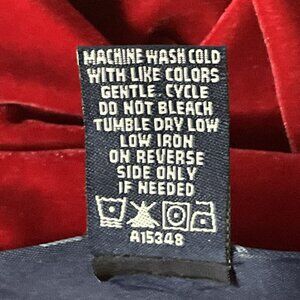 MACHINE WASH COLD
WITH LIKE COLORS
GENTLE CYCLE
DO NOT BLEACH
TUMBLE DRY LOW
LOW IRON
ON REVERSE
SIDE ONLY
IF NEEDED
A15348